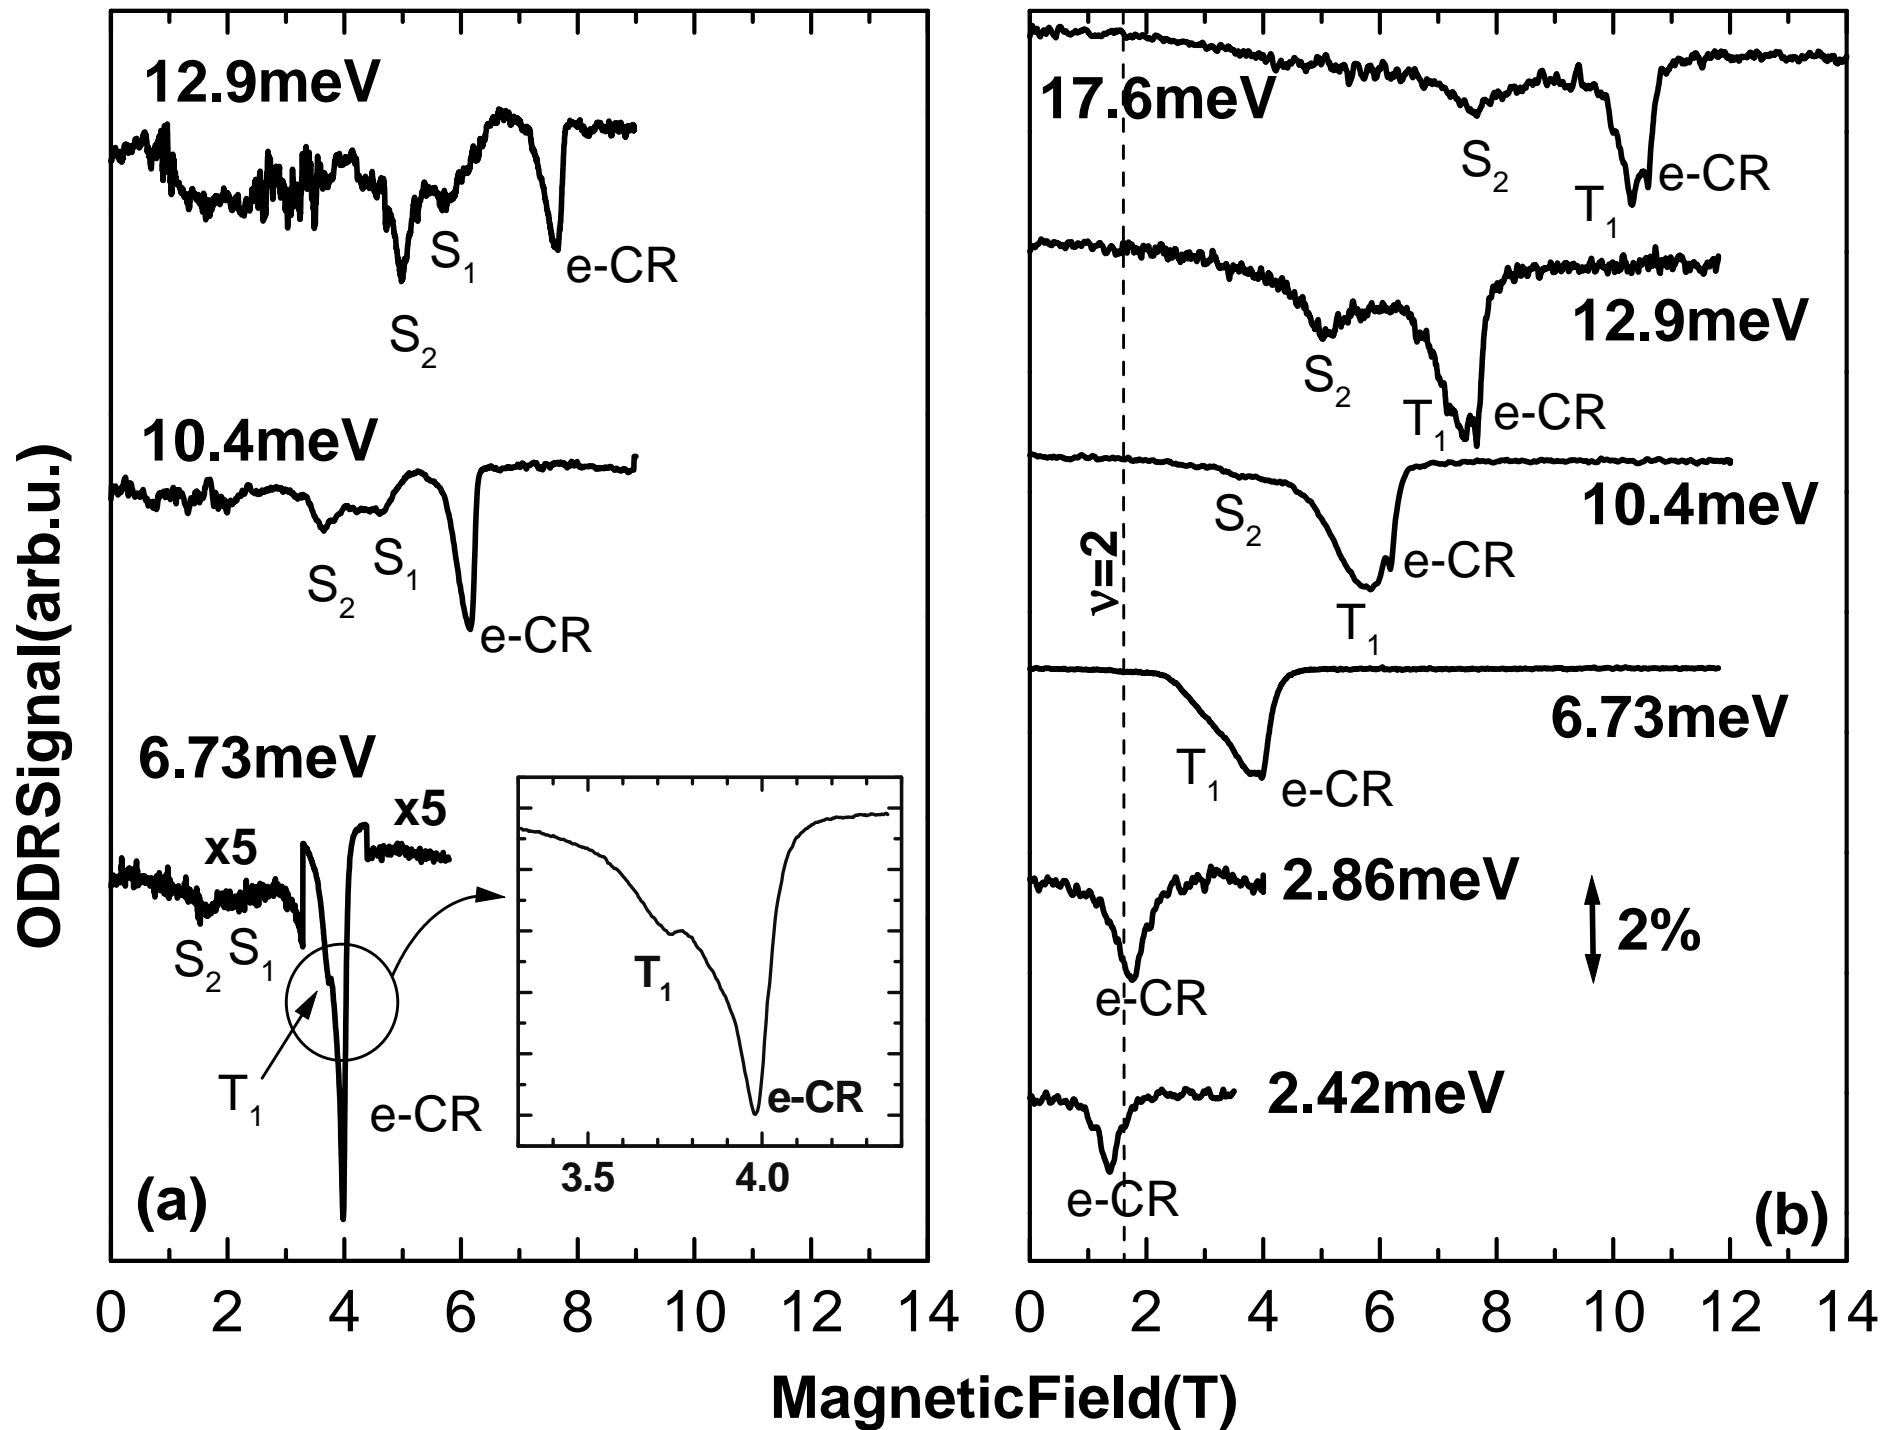 ODRSignal(arb.u.)
12.9meV
S1
e-CR
S2
10.4meV
S2
S1
e-CR
6.73meV
x5
x5
S2
S1
T1
e-CR
T1
e-CR
3.5 4.0
(a)
0 2 4 6 8 10 12 14
17.6meV
S2
T1
e-CR
12.9meV
S2
T1
e-CR
10.4meV
S2
e-CR
T1
ν=2
6.73meV
T1
e-CR
2.86meV
2%
e-CR
2.42meV
e-CR
(b)
0 2 4 6 8 10 12 14
MagneticField(T)